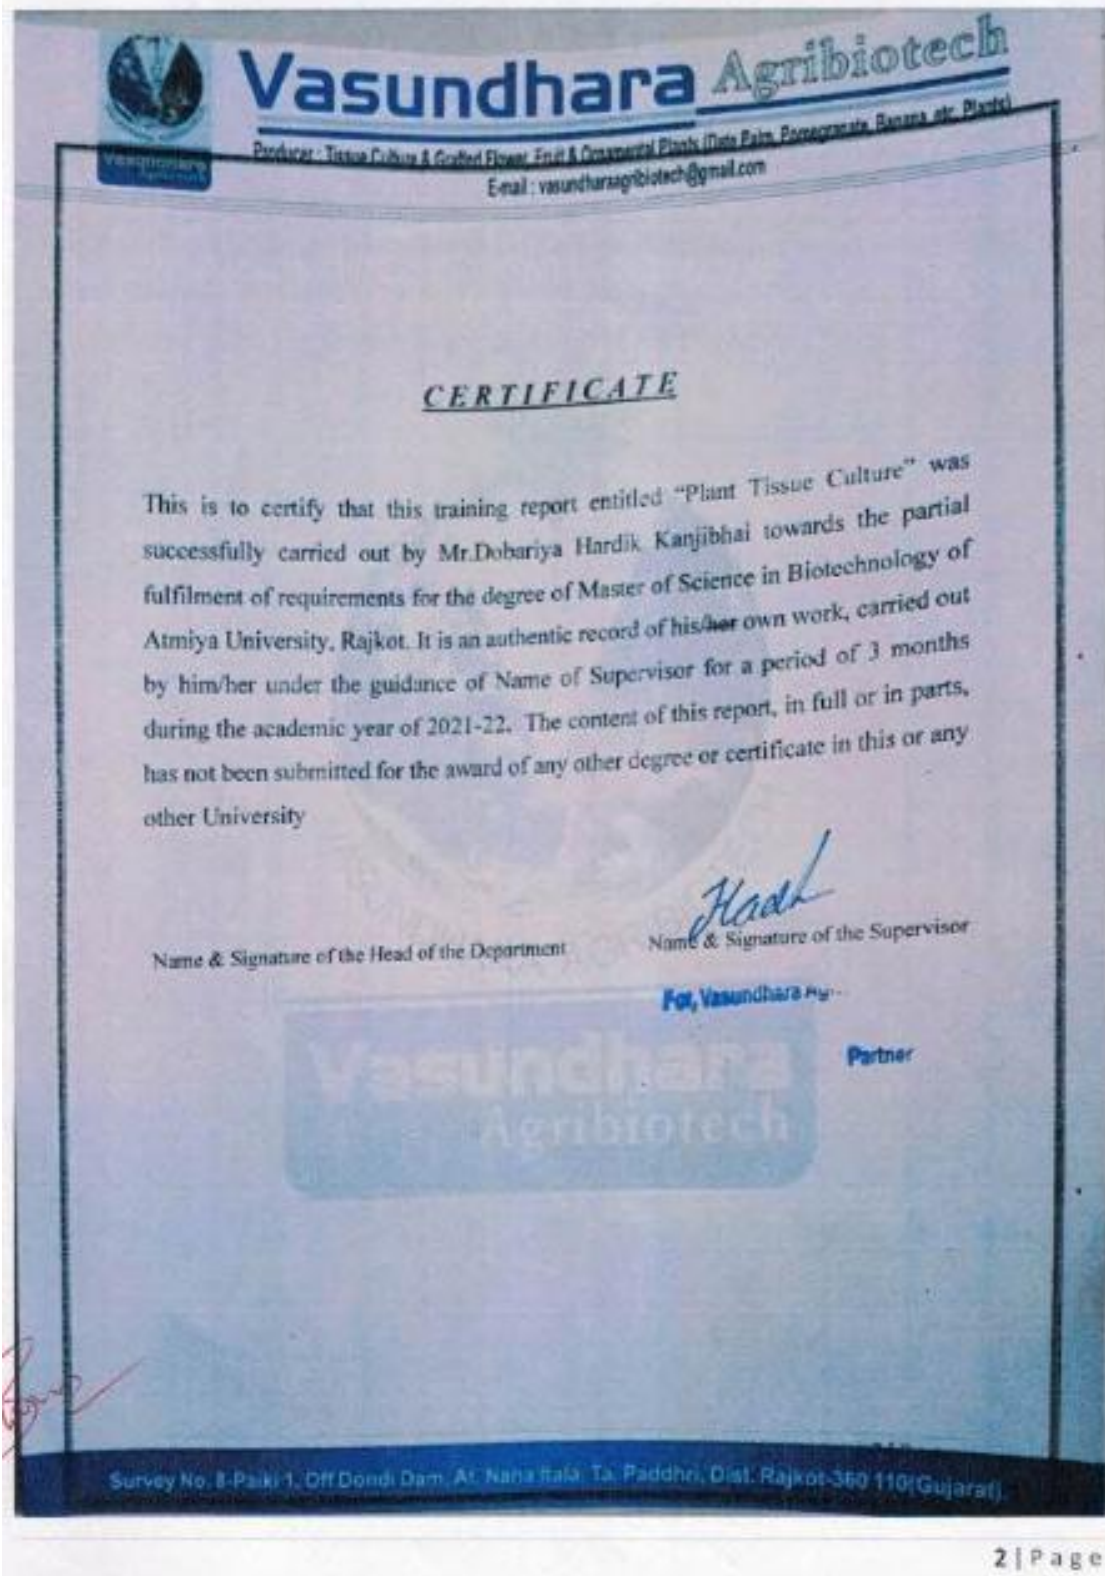 Vasundhara Agribiotech
Vasundhara
Agribiotech
Producer : Tissue Culture & Grafted Flower, Fruit & Ornamental Plants (Date Palm, Pomegranate, Banana, etc. Plants)
E-mail : vasundharaagribiotech@gmail.com
CERTIFICATE
This is to certify that this training report entitled “Plant Tissue Culture” was
successfully carried out by Mr.Dobariya Hardik Kanjibhai towards the partial
fulfilment of requirements for the degree of Master of Science in Biotechnology of
Atmiya University, Rajkot. It is an authentic record of his/her own work, carried out
by him/her under the guidance of Name of Supervisor for a period of 3 months
during the academic year of 2021-22. The content of this report, in full or in parts,
has not been submitted for the award of any other degree or certificate in this or any
other University
Name & Signature of the Head of the Department
Name & Signature of the Supervisor
For, Vasundhara
Partner
Vasundhara
Agribiotech
Survey No. 8-Paiki 1, Off Dondi Dam, At. Nana Itala, Ta. Paddhri, Dist. Rajkot-360 110(Gujarat).
2 | Page